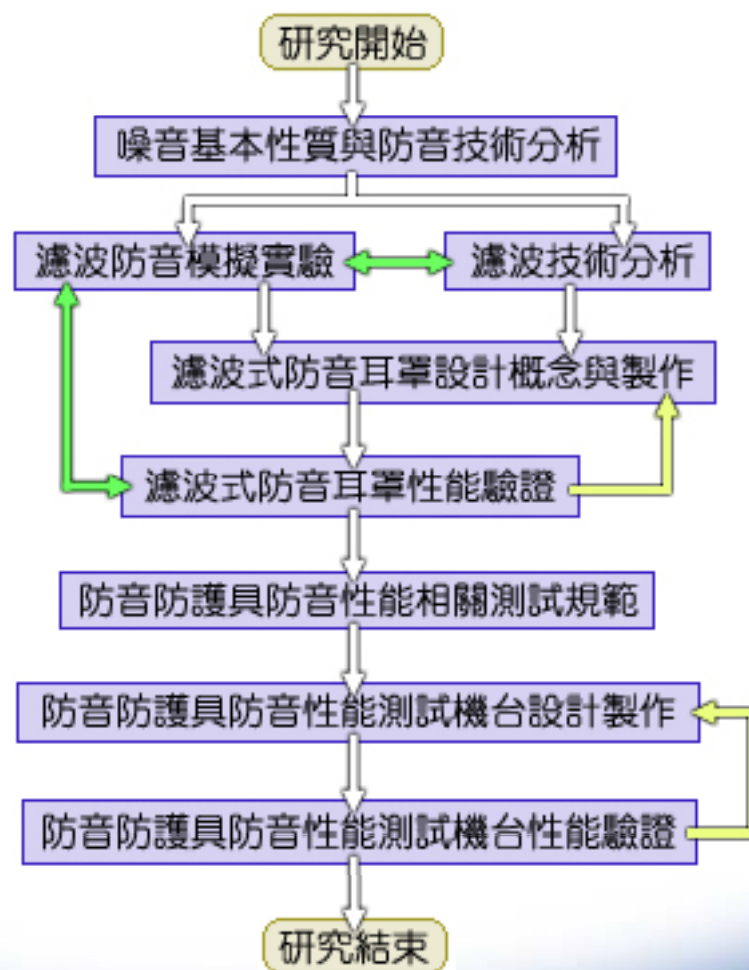 研究開始
噪音基本性質與防音技術分析
濾波防音模擬實驗
濾波技術分析
濾波式防音耳罩設計概念與製作
濾波式防音耳罩性能驗證
防音防護具防音性能相關測試規範
防音防護具防音性能測試機台設計製作
防音防護具防音性能測試機台性能驗證
研究結束